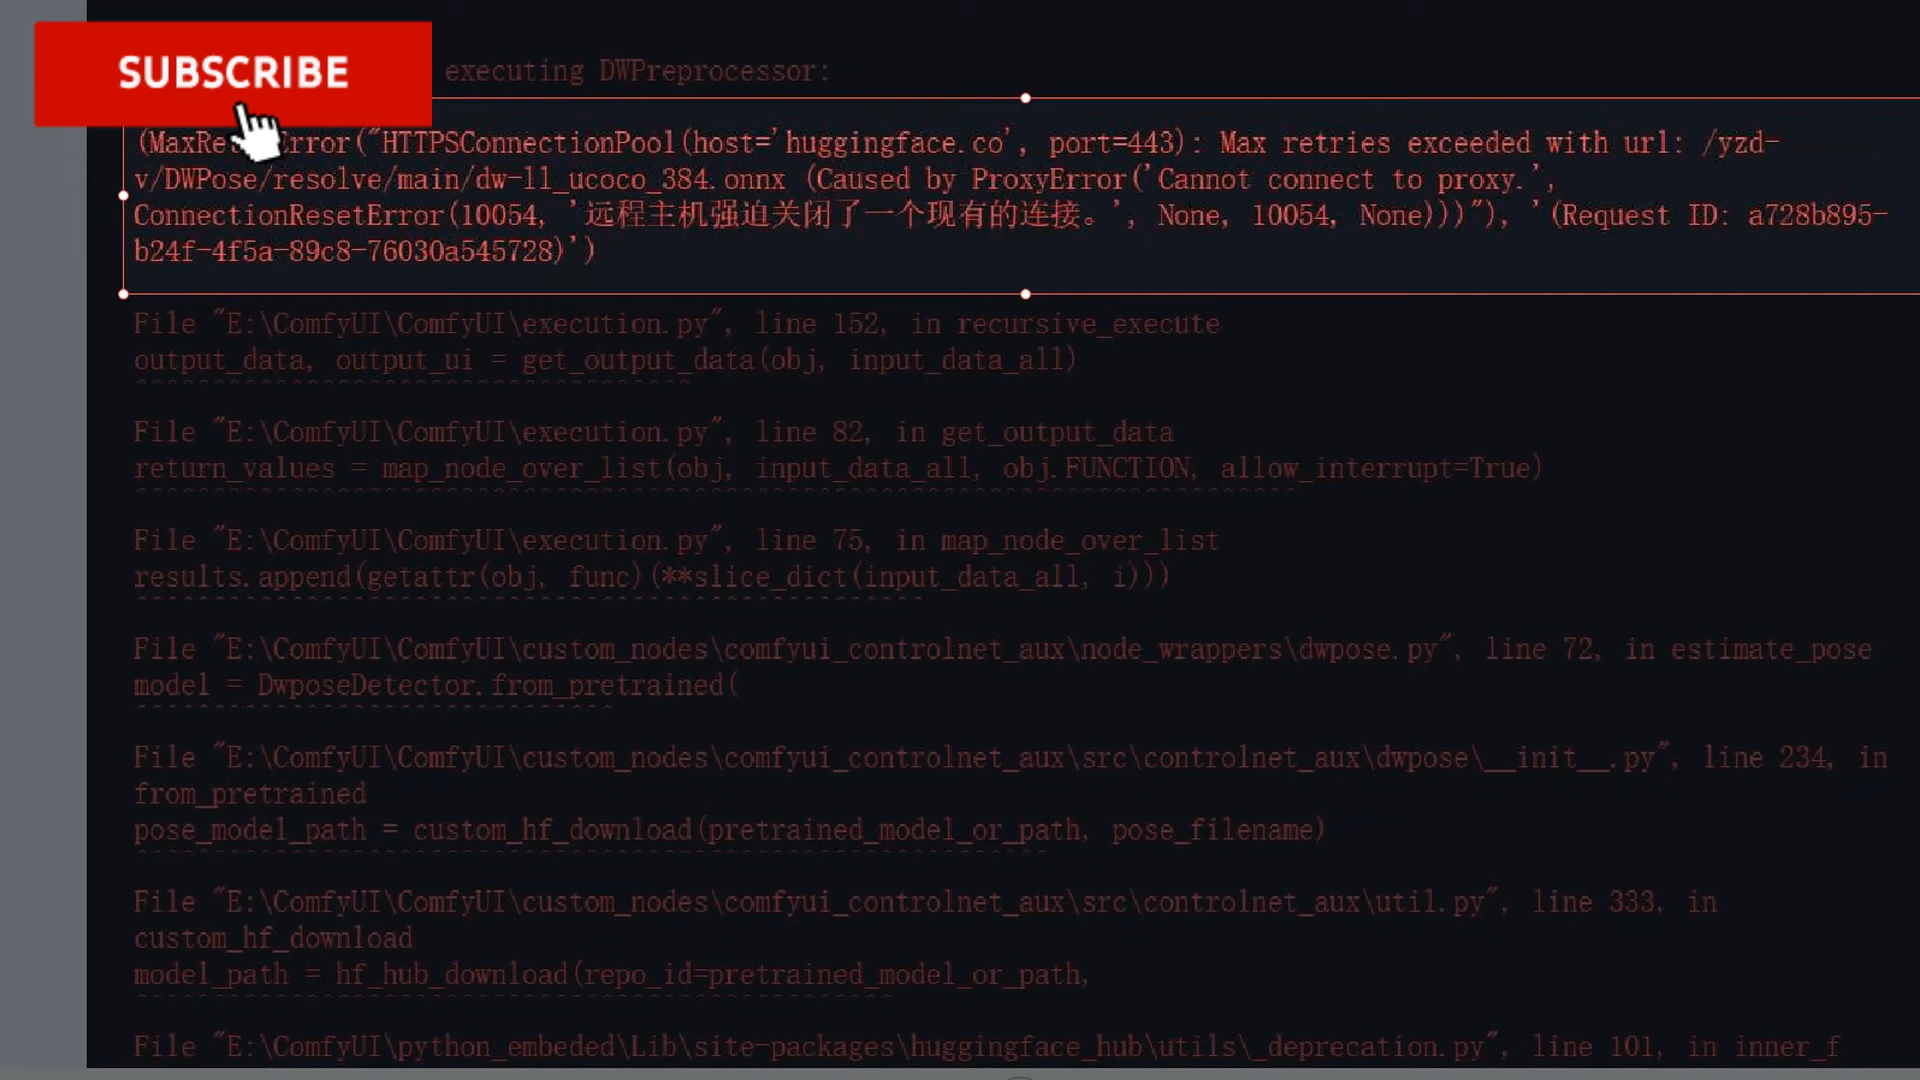 SUBSCRIBE
executing DWPreprocessor:
(MaxRe Error("HTTPSConnectionPool(host='huggingface.co', port=443): Max retries exceeded with url: /yzd-
v/DWPose/resolve/main/dw-ll_ucoco_384.onnx (Caused by ProxyError('Cannot connect to proxy.',
ConnectionResetError(10054, '远程主机强迫关闭了一个现有的连接。', None, 10054, None)))"), '(Request ID: a728b895-
b24f-4f5a-89c8-76030a545728)')
File "E:\ComfyUI\ComfyUI\execution.py", line 152, in recursive_execute
output_data, output_ui = get_output_data(obj, input_data_all)
File "E:\ComfyUI\ComfyUI\execution.py", line 82, in get_output_data
return_values = map_node_over_list(obj, input_data_all, obj.FUNCTION, allow_interrupt=True)
File "E:\ComfyUI\ComfyUI\execution.py", line 75, in map_node_over_list
results.append(getattr(obj, func)(**slice_dict(input_data_all, i)))
File "E:\ComfyUI\ComfyUI\custom_nodes\comfyui_controlnet_aux\node_wrappers\dwpose.py", line 72, in estimate_pose
model = DwposeDetector.from_pretrained(
File "E:\ComfyUI\ComfyUI\custom_nodes\comfyui_controlnet_aux\src\controlnet_aux\dwpose\__init__.py", line 234, in
from_pretrained
pose_model_path = custom_hf_download(pretrained_model_or_path, pose_filename)
File "E:\ComfyUI\ComfyUI\custom_nodes\comfyui_controlnet_aux\src\controlnet_aux\util.py", line 333, in
custom_hf_download
model_path = hf_hub_download(repo_id=pretrained_model_or_path,
File "E:\ComfyUI\python_embeded\Lib\site-packages\huggingface_hub\utils\_deprecation.py", line 101, in inner_f